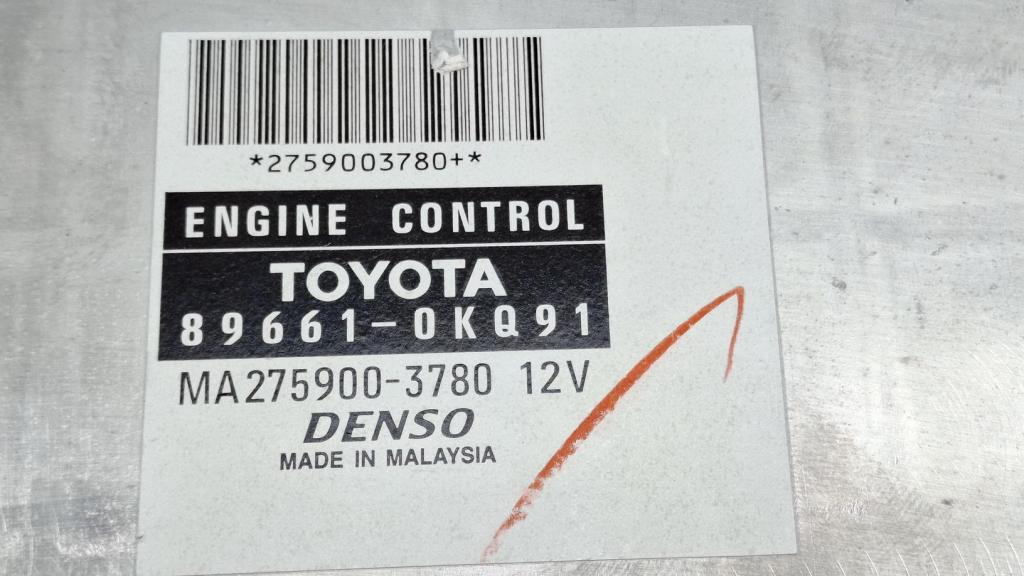 *2759003780+*
ENGINE CONTROL
TOYOTA
89661-0KQ91
MA275900-3780 12V
DENSO
MADE IN MALAYSIA